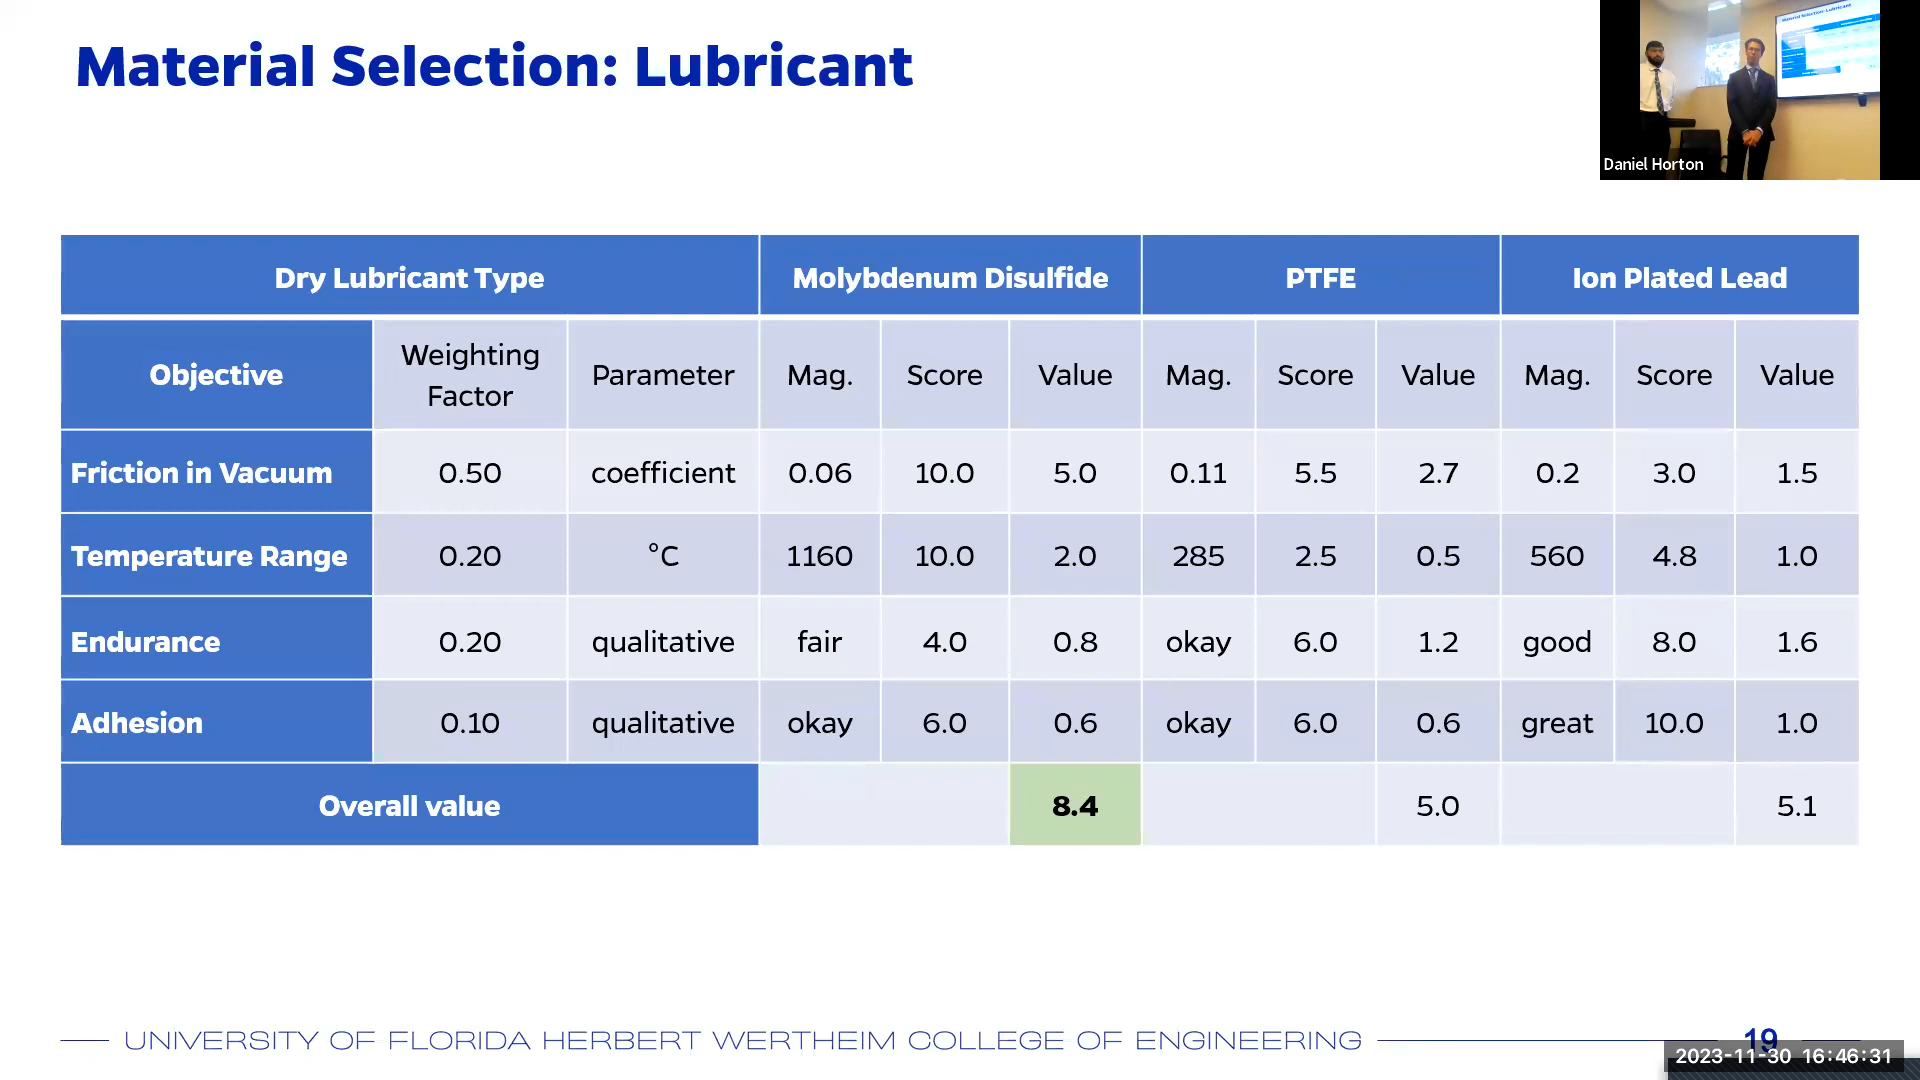 Material Selection: Lubricant
Material Selection: Lubricant
Daniel Horton
Dry Lubricant Type Molybdenum Disulfide PTFE Ion Plated Lead
Objective Weighting Factor Parameter Mag. Score Value Mag. Score Value Mag. Score Value
Friction in Vacuum 0.50 coefficient 0.06 10.0 5.0 0.11 5.5 2.7 0.2 3.0 1.5
Temperature Range 0.20 °C 1160 10.0 2.0 285 2.5 0.5 560 4.8 1.0
Endurance 0.20 qualitative fair 4.0 0.8 okay 6.0 1.2 good 8.0 1.6
Adhesion 0.10 qualitative okay 6.0 0.6 okay 6.0 0.6 great 10.0 1.0
Overall value 8.4 5.0 5.1
UNIVERSITY OF FLORIDA HERBERT WERTHEIM COLLEGE OF ENGINEERING
19
2023-11-30 16:46:31